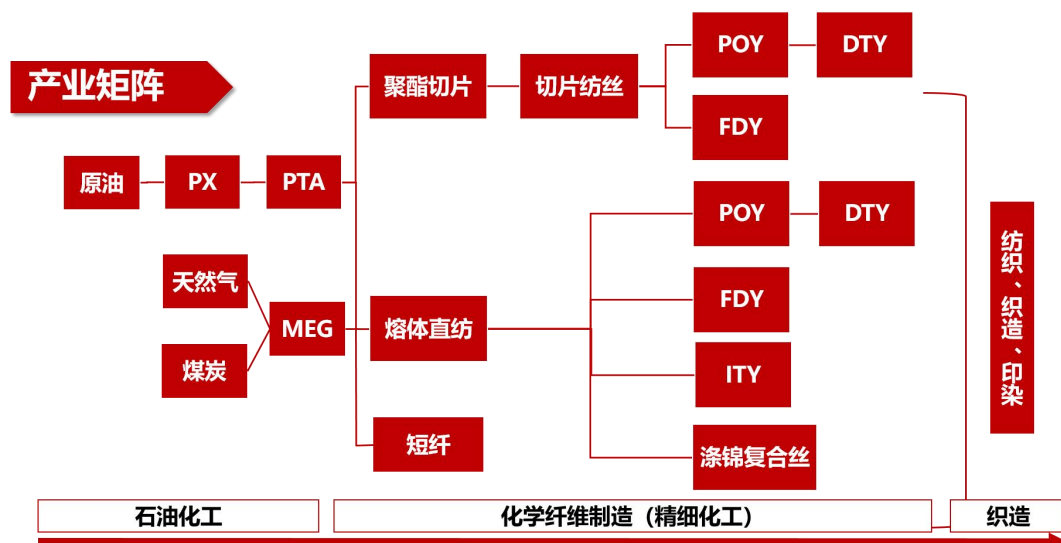 产业矩阵
聚酯切片
切片纺丝
POY
DTY
FDY
原油
PX
PTA
POY
DTY
天然气
煤炭
MEG
熔体直纺
FDY
ITY
短纤
涤锦复合丝
纺织、织造、印染
石油化工
化学纤维制造（精细化工）
织造